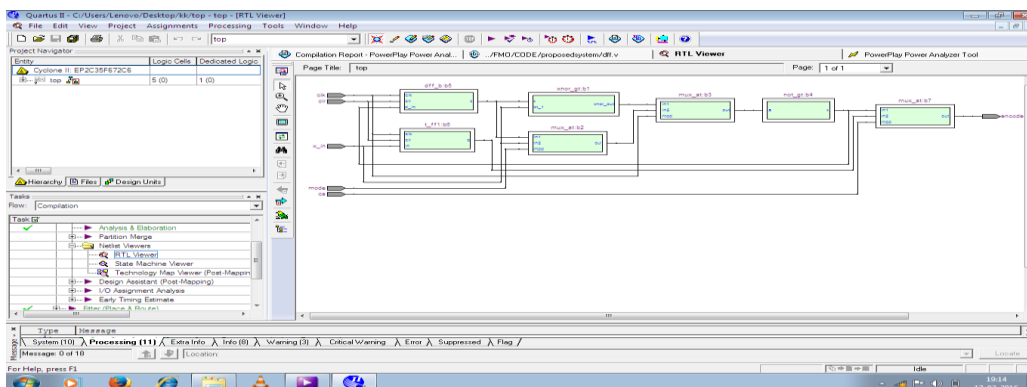 Quartus II - C:/Users/Lenovo/Desktop/kk/top - top - [RTL Viewer]
File Edit View Project Assignments Processing Tools Window Help
top
Project Navigator
Entity Logic Cells Dedicated Logic
Cyclone II: EP2C35F672C6
top 5 (0) 1 (0)
Hierarchy Files Design Units
Tasks
Flow: Compilation
Task
Analysis & Elaboration
Partition Merge
Netlist Viewers
RTL Viewer
State Machine Viewer
Technology Map Viewer (Post-Mappin
Design Assistant (Post-Mapping)
I/O Assignment Analysis
Early Timing Estimate
Fitter (Place & Route)
Compilation Report - PowerPlay Power Anal... .../FMO/CODE/proposedsystem/dff.v RTL Viewer PowerPlay Power Analyzer Tool
Page Title: top Page: 1 of 1
dff_b:b5
xnor_gt:b1
mux_at:b3
not_gt:b4
mux_at:b7
t_ff1:b6
mux_at:b2
clk
clr
x_in
mode
ce
encode
Type Message
System (10) Processing (11) Extra Info Info (8) Warning (3) Critical Warning Error Suppressed Flag
Message: 0 of 18 Location: Locate
For Help, press F1 Idle
19:14